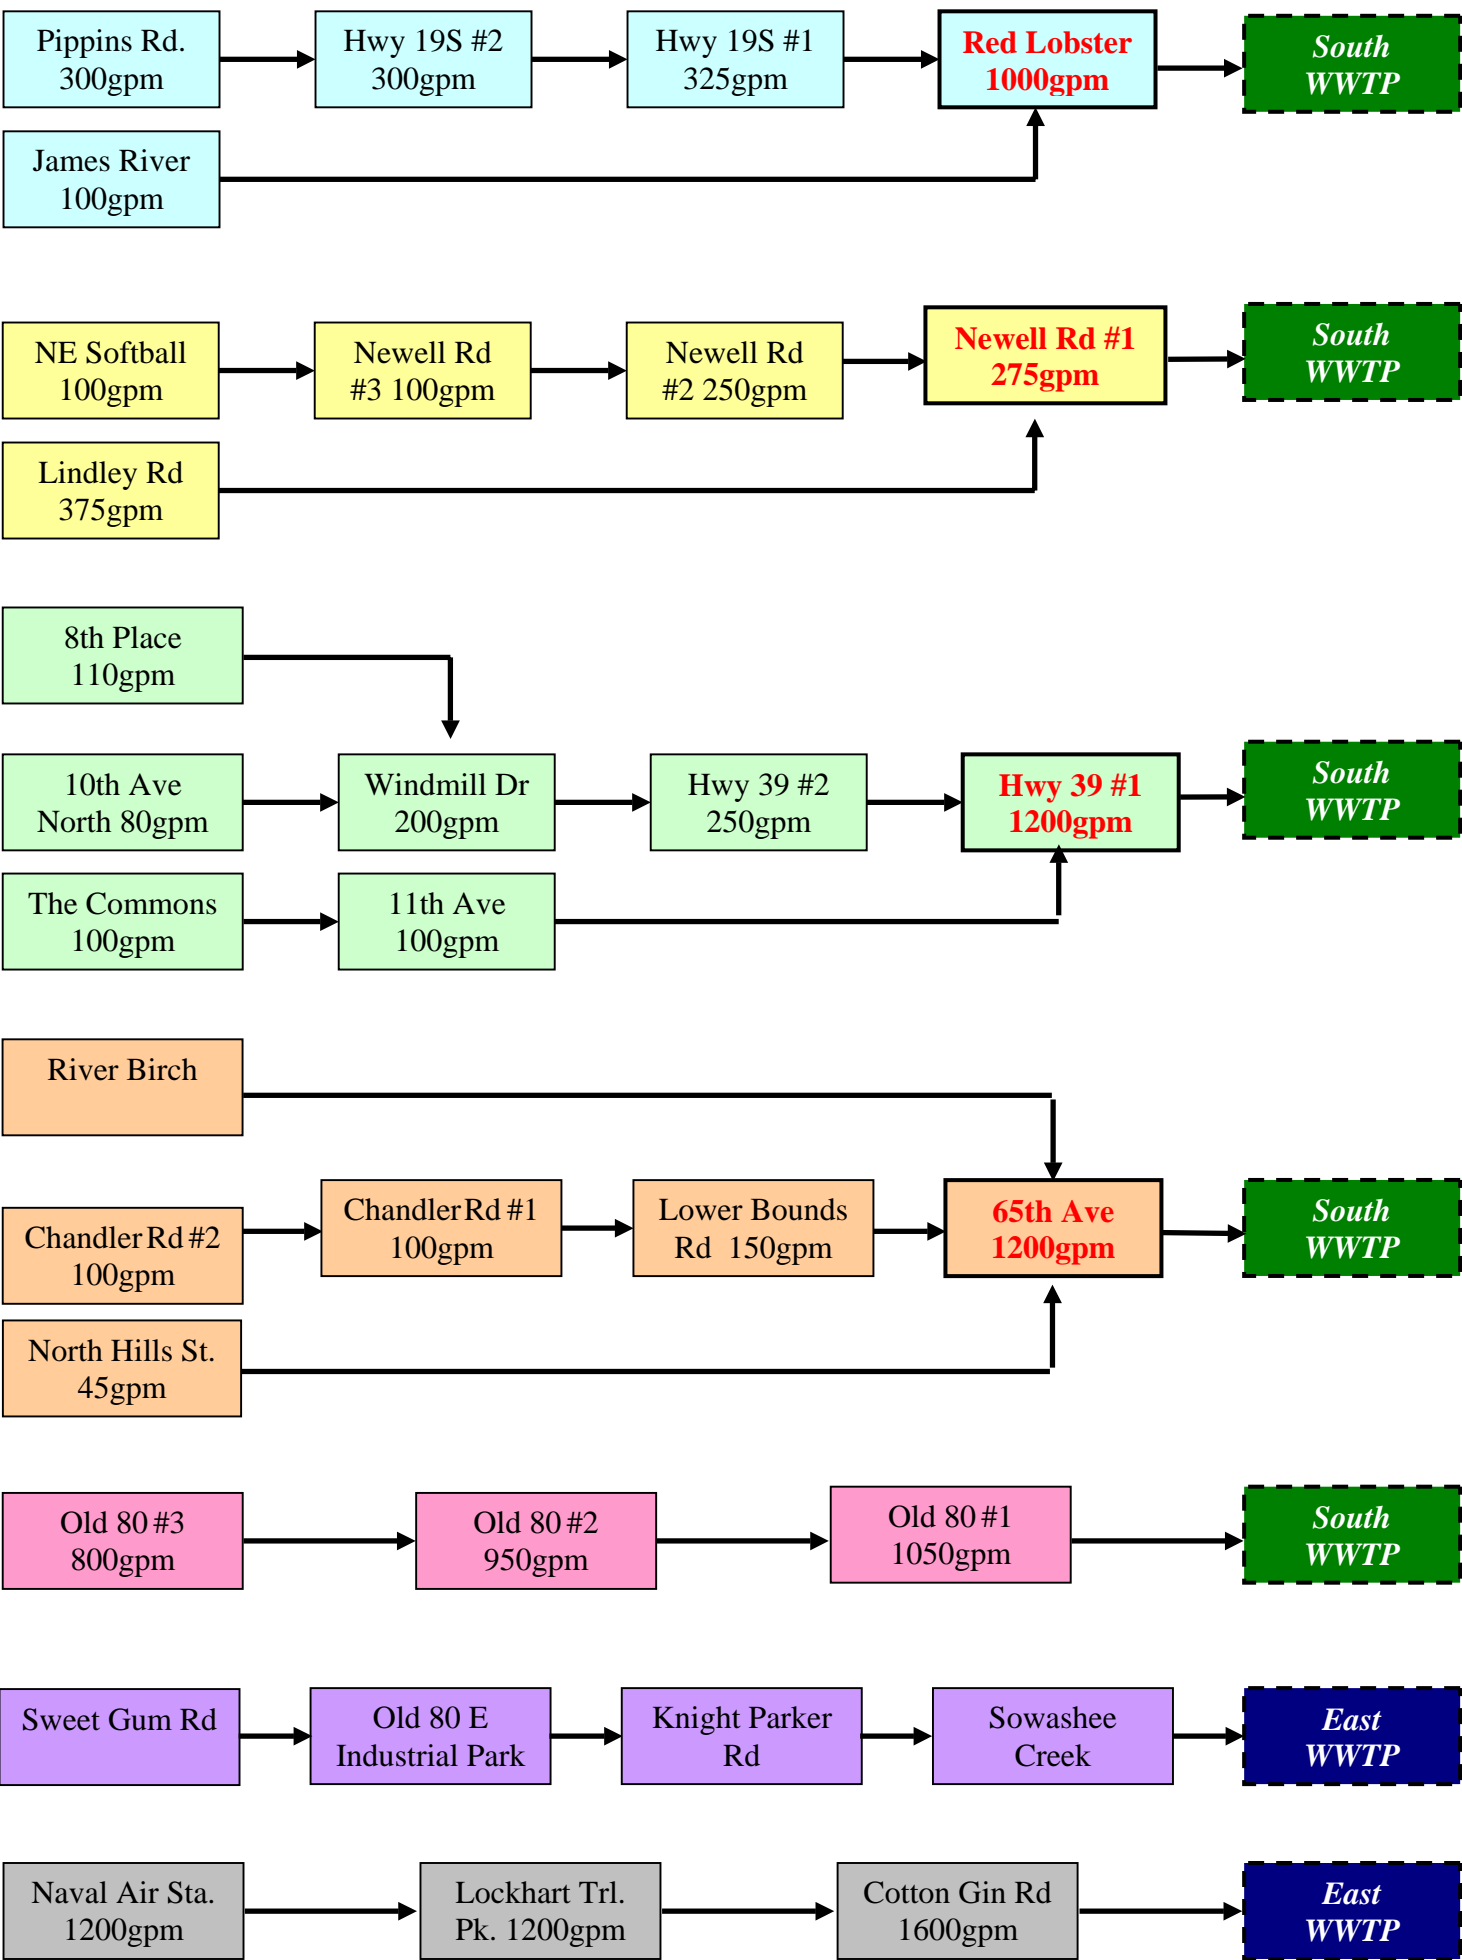 Pippins Rd.
300gpm
Hwy 19S #2
300gpm
Hwy 19S #1
325gpm
Red Lobster
1000gpm
South
WWTP
James River
100gpm
NE Softball
100gpm
Newell Rd
#3 100gpm
Newell Rd
#2 250gpm
Newell Rd #1
275gpm
South
WWTP
Lindley Rd
375gpm
8th Place
110gpm
10th Ave
North 80gpm
Windmill Dr
200gpm
Hwy 39 #2
250gpm
Hwy 39 #1
1200gpm
South
WWTP
The Commons
100gpm
11th Ave
100gpm
River Birch
Chandler Rd #2
100gpm
Chandler Rd #1
100gpm
Lower Bounds
Rd 150gpm
65th Ave
1200gpm
South
WWTP
North Hills St.
45gpm
Old 80 #3
800gpm
Old 80 #2
950gpm
Old 80 #1
1050gpm
South
WWTP
Sweet Gum Rd
Old 80 E
Industrial Park
Knight Parker
Rd
Sowashee
Creek
East
WWTP
Naval Air Sta.
1200gpm
Lockhart Trl.
Pk. 1200gpm
Cotton Gin Rd
1600gpm
East
WWTP